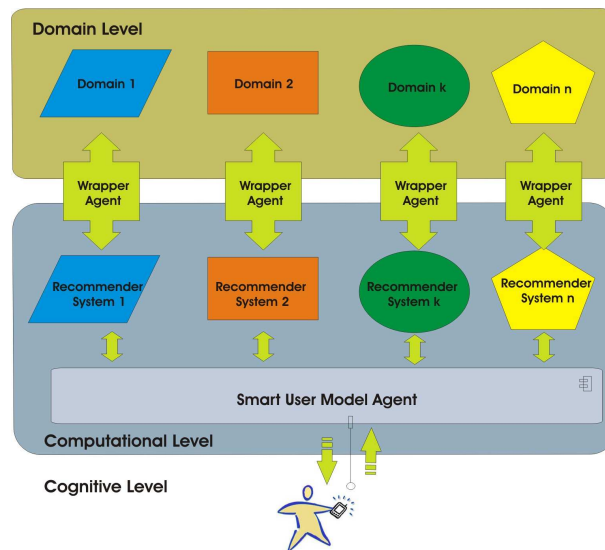 Domain Level
Domain 1
Domain 2
Domain k
Domain n
Wrapper
Agent
Wrapper
Agent
Wrapper
Agent
Wrapper
Agent
Recommender
System 1
Recommender
System 2
Recommender
System k
Recommender
System n
Smart User Model Agent
Computational Level
Cognitive Level